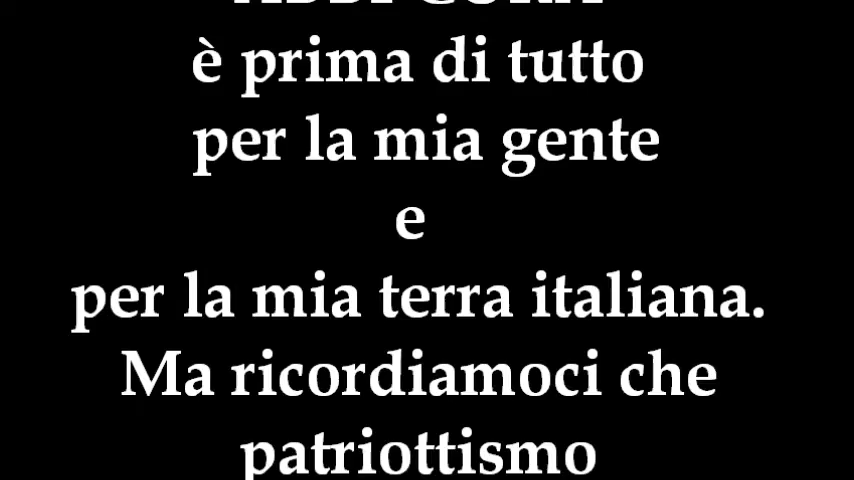 è prima di tutto
per la mia gente
e
per la mia terra italiana.
Ma ricordiamoci che
patriottismo